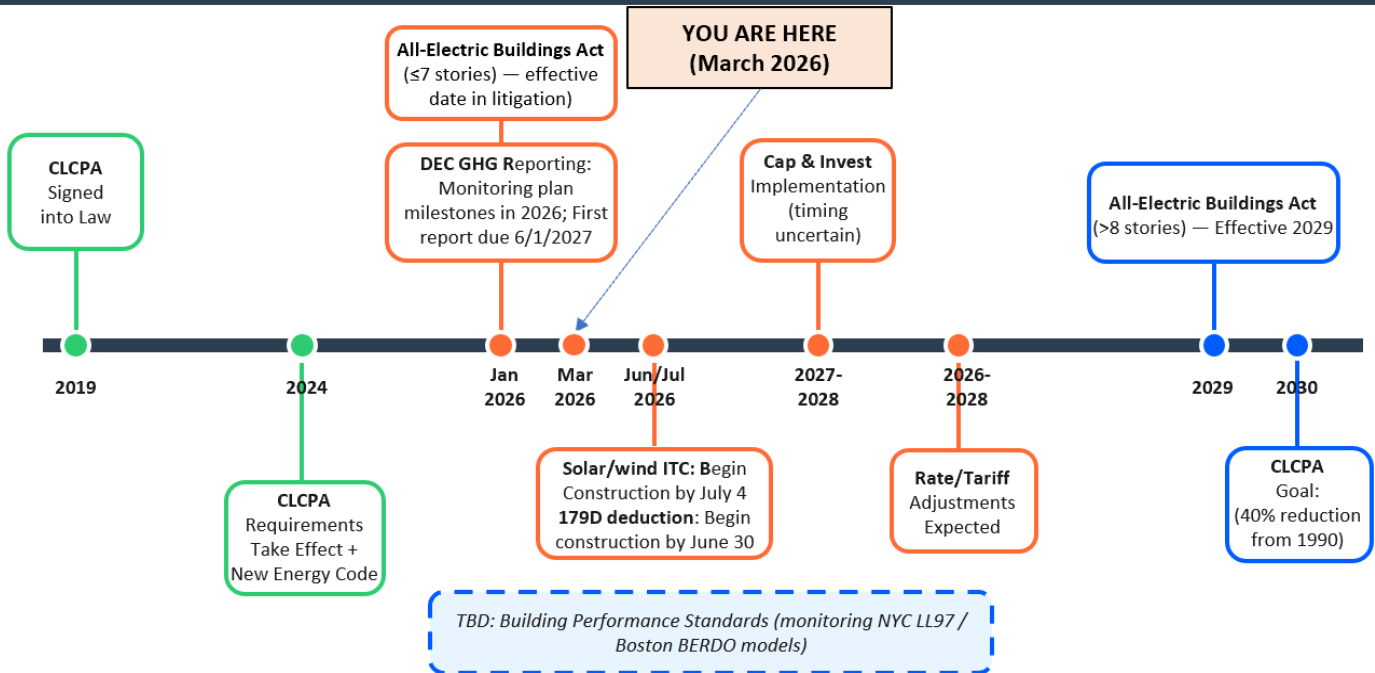 YOU ARE HERE
(March 2026)
All-Electric Buildings Act
(≤7 stories) — effective
date in litigation)
CLCPA
Signed
into Law
DEC GHG Reporting:
Monitoring plan
milestones in 2026; First
report due 6/1/2027
Cap & Invest
Implementation
(timing
uncertain)
All-Electric Buildings Act
(>8 stories) — Effective 2029
2019
2024
Jan
2026
Mar
2026
Jun/Jul
2026
2027-
2028
2026-
2028
2029
2030
CLCPA
Requirements
Take Effect +
New Energy Code
Solar/wind ITC: Begin
Construction by July 4
179D deduction: Begin
construction by June 30
Rate/Tariff
Adjustments
Expected
CLCPA
Goal:
(40% reduction
from 1990)
TBD: Building Performance Standards (monitoring NYC LL97 /
Boston BERDO models)